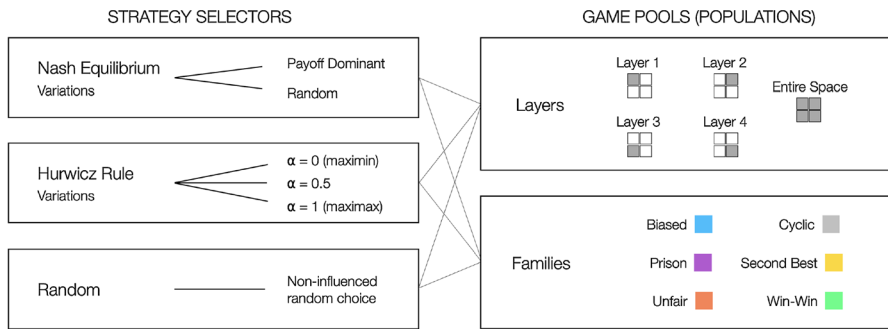 STRATEGY SELECTORS
Nash Equilibrium
Variations
Payoff Dominant
Random
Hurwicz Rule
Variations
α = 0 (maximin)
α = 0.5
α = 1 (maximax)
Random
Non-influenced
random choice
GAME POOLS (POPULATIONS)
Layers
Layer 1
Layer 2
Layer 3
Layer 4
Entire Space
Families
Biased
Cyclic
Prison
Second Best
Unfair
Win-Win